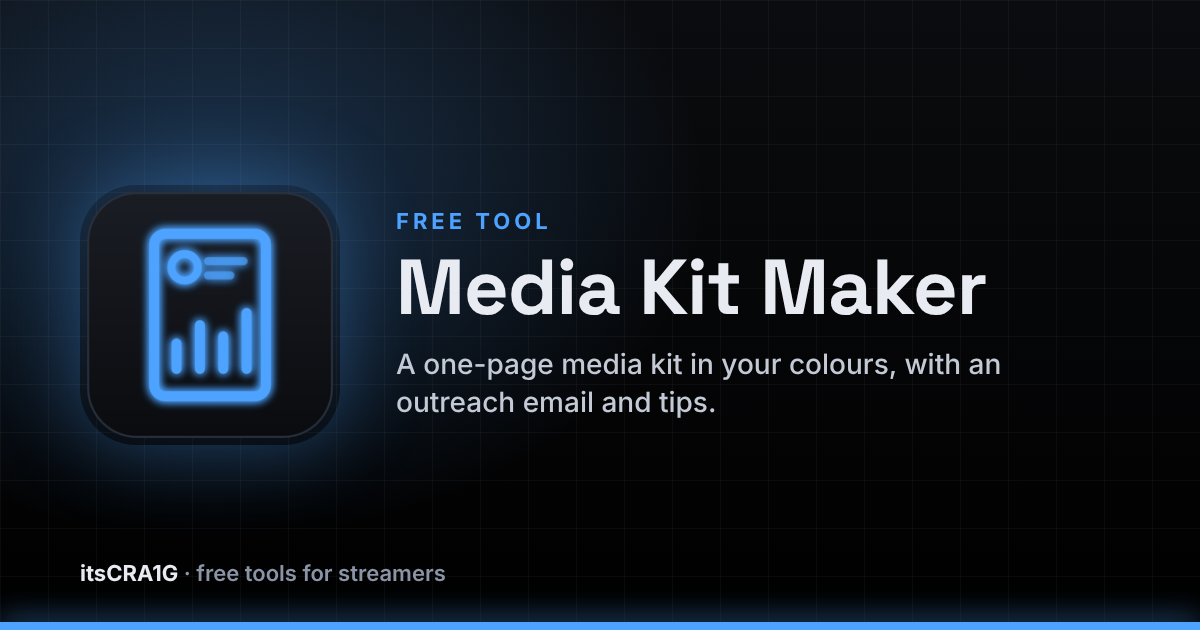 FREE TOOL
Media Kit Maker
A one-page media kit in your colours, with an
outreach email and tips.
itsCRA1G · free tools for streamers